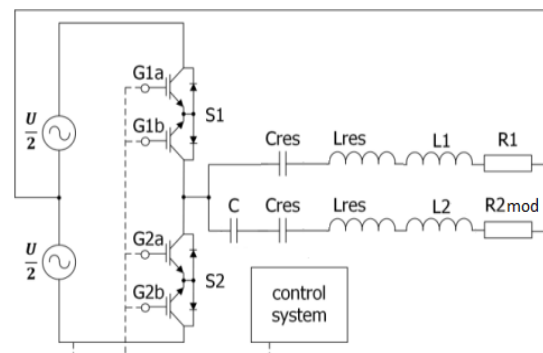 G1a
S1
G1b
U
2
Cres Lres L1 R1
C Cres Lres L2 R2mod
G2a
U
2
S2
G2b
control
system